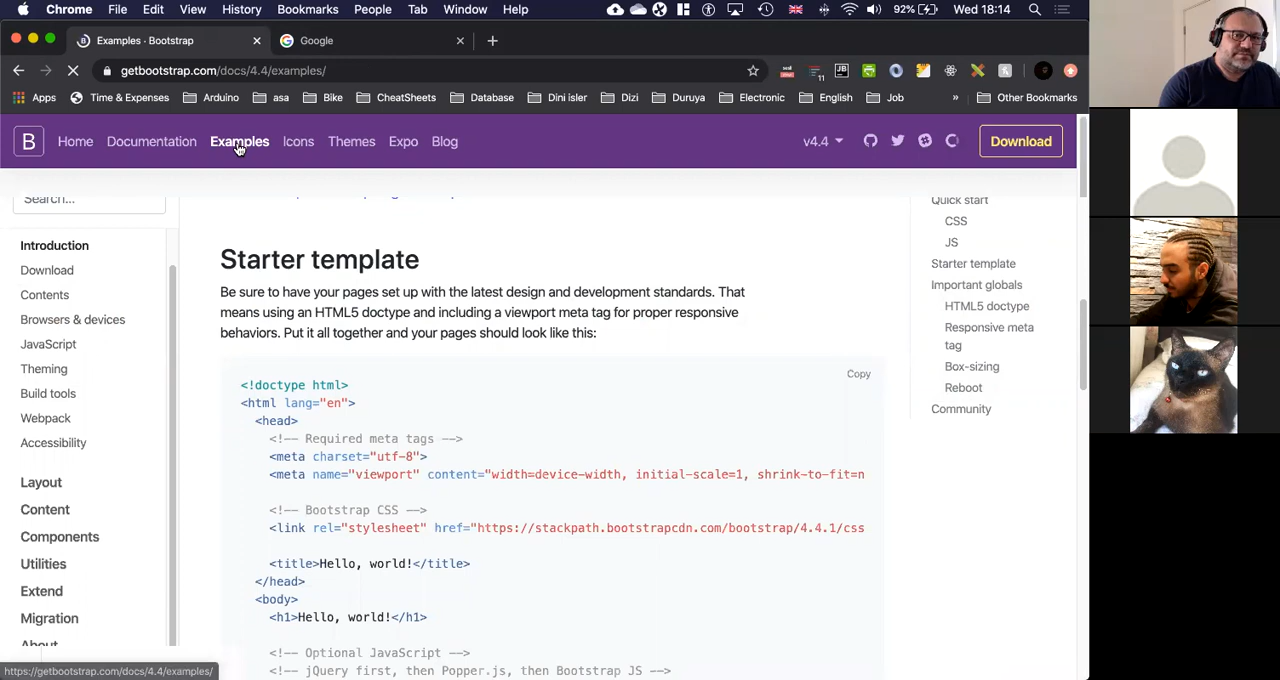 Chrome File Edit View History Bookmarks People Tab Window Help 92% Wed 18:14
Examples · Bootstrap Google
getbootstrap.com/docs/4.4/examples/
Apps Time & Expenses Arduino asa Bike CheatSheets Database Dini isler Dizi Duruya Electronic English Job » Other Bookmarks
B Home Documentation Examples Icons Themes Expo Blog v4.4 Download
Search...
Introduction
Download
Contents
Browsers & devices
JavaScript
Theming
Build tools
Webpack
Accessibility
Layout
Content
Components
Utilities
Extend
Migration
About
Starter template
Be sure to have your pages set up with the latest design and development standards. That
means using an HTML5 doctype and including a viewport meta tag for proper responsive
behaviors. Put it all together and your pages should look like this:
Copy
<!doctype html>
<html lang="en">
<head>
<!-- Required meta tags -->
<meta charset="utf-8">
<meta name="viewport" content="width=device-width, initial-scale=1, shrink-to-fit=n
<!-- Bootstrap CSS -->
<link rel="stylesheet" href="https://stackpath.bootstrapcdn.com/bootstrap/4.4.1/css
<title>Hello, world!</title>
</head>
<body>
<h1>Hello, world!</h1>
<!-- Optional JavaScript -->
<!-- jQuery first, then Popper.js, then Bootstrap JS -->
Quick start
CSS
JS
Starter template
Important globals
HTML5 doctype
Responsive meta
tag
Box-sizing
Reboot
Community
https://getbootstrap.com/docs/4.4/examples/